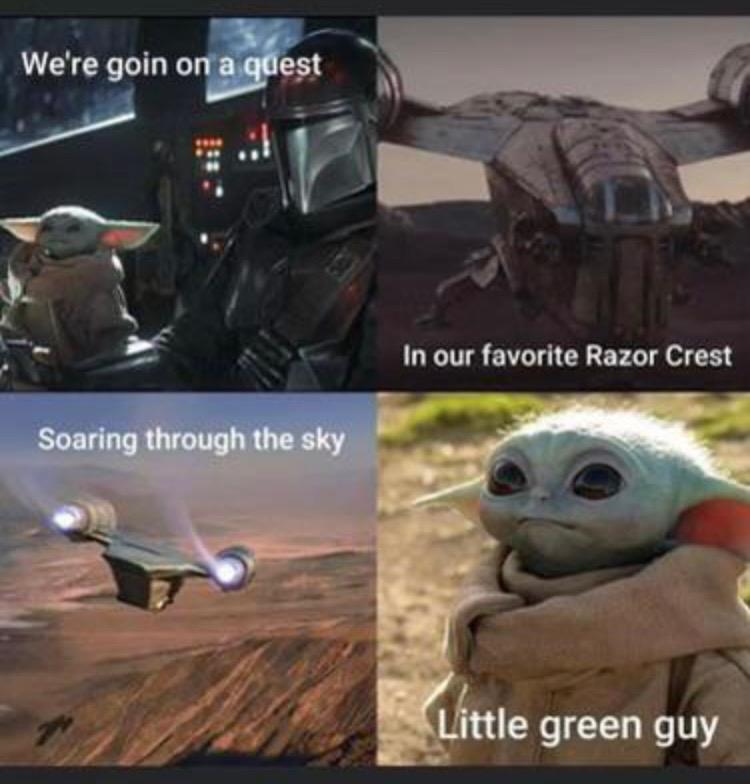 We're goin on a quest
In our favorite Razor Crest
Soaring through the sky
Little green guy